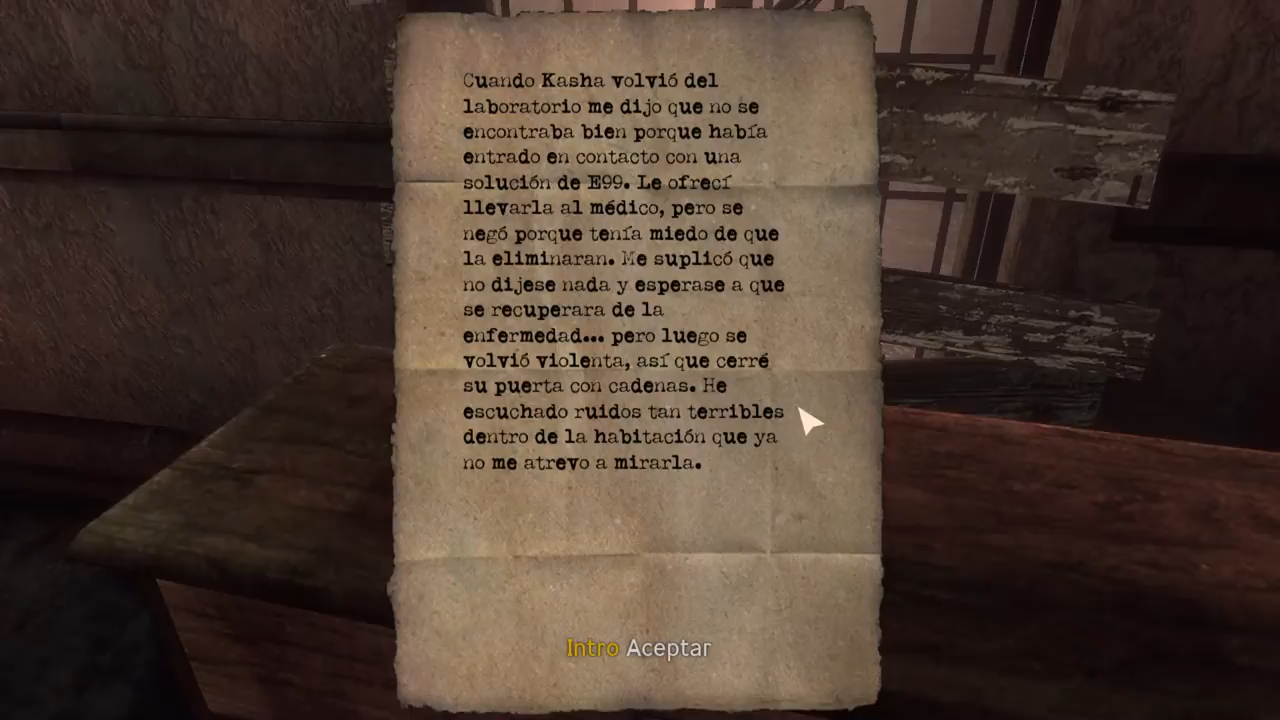 Cuando Kasha volvió del
laboratorio me dijo que no se
encontraba bien porque había
entrado en contacto con una
solución de E99. Le ofrecí
llevarla al médico, pero se
negó porque tenía miedo de que
la eliminaran. Me suplicó que
no dijese nada y esperase a que
se recuperara de la
enfermedad... pero luego se
volvió violenta, así que cerré
su puerta con cadenas. He
escuchado ruidos tan terribles
dentro de la habitación que ya
no me atrevo a mirarla.
Intro Aceptar